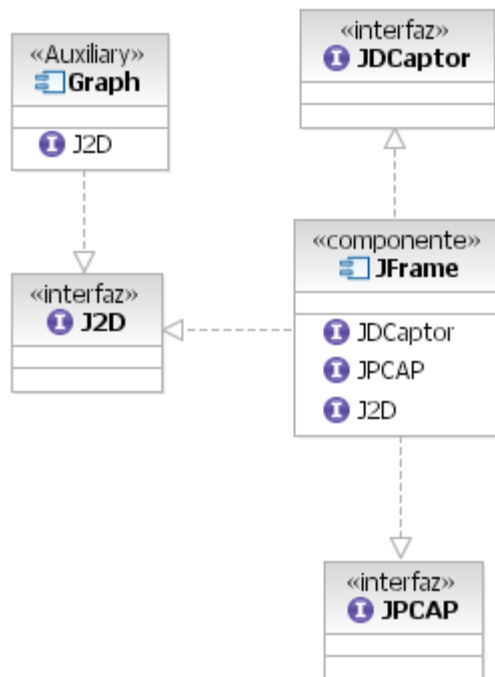 «Auxiliary»
Graph
J2D
«interfaz»
JDCaptor
«componente»
JFrame
JDCaptor
JPCAP
J2D
«interfaz»
J2D
«interfaz»
JPCAP